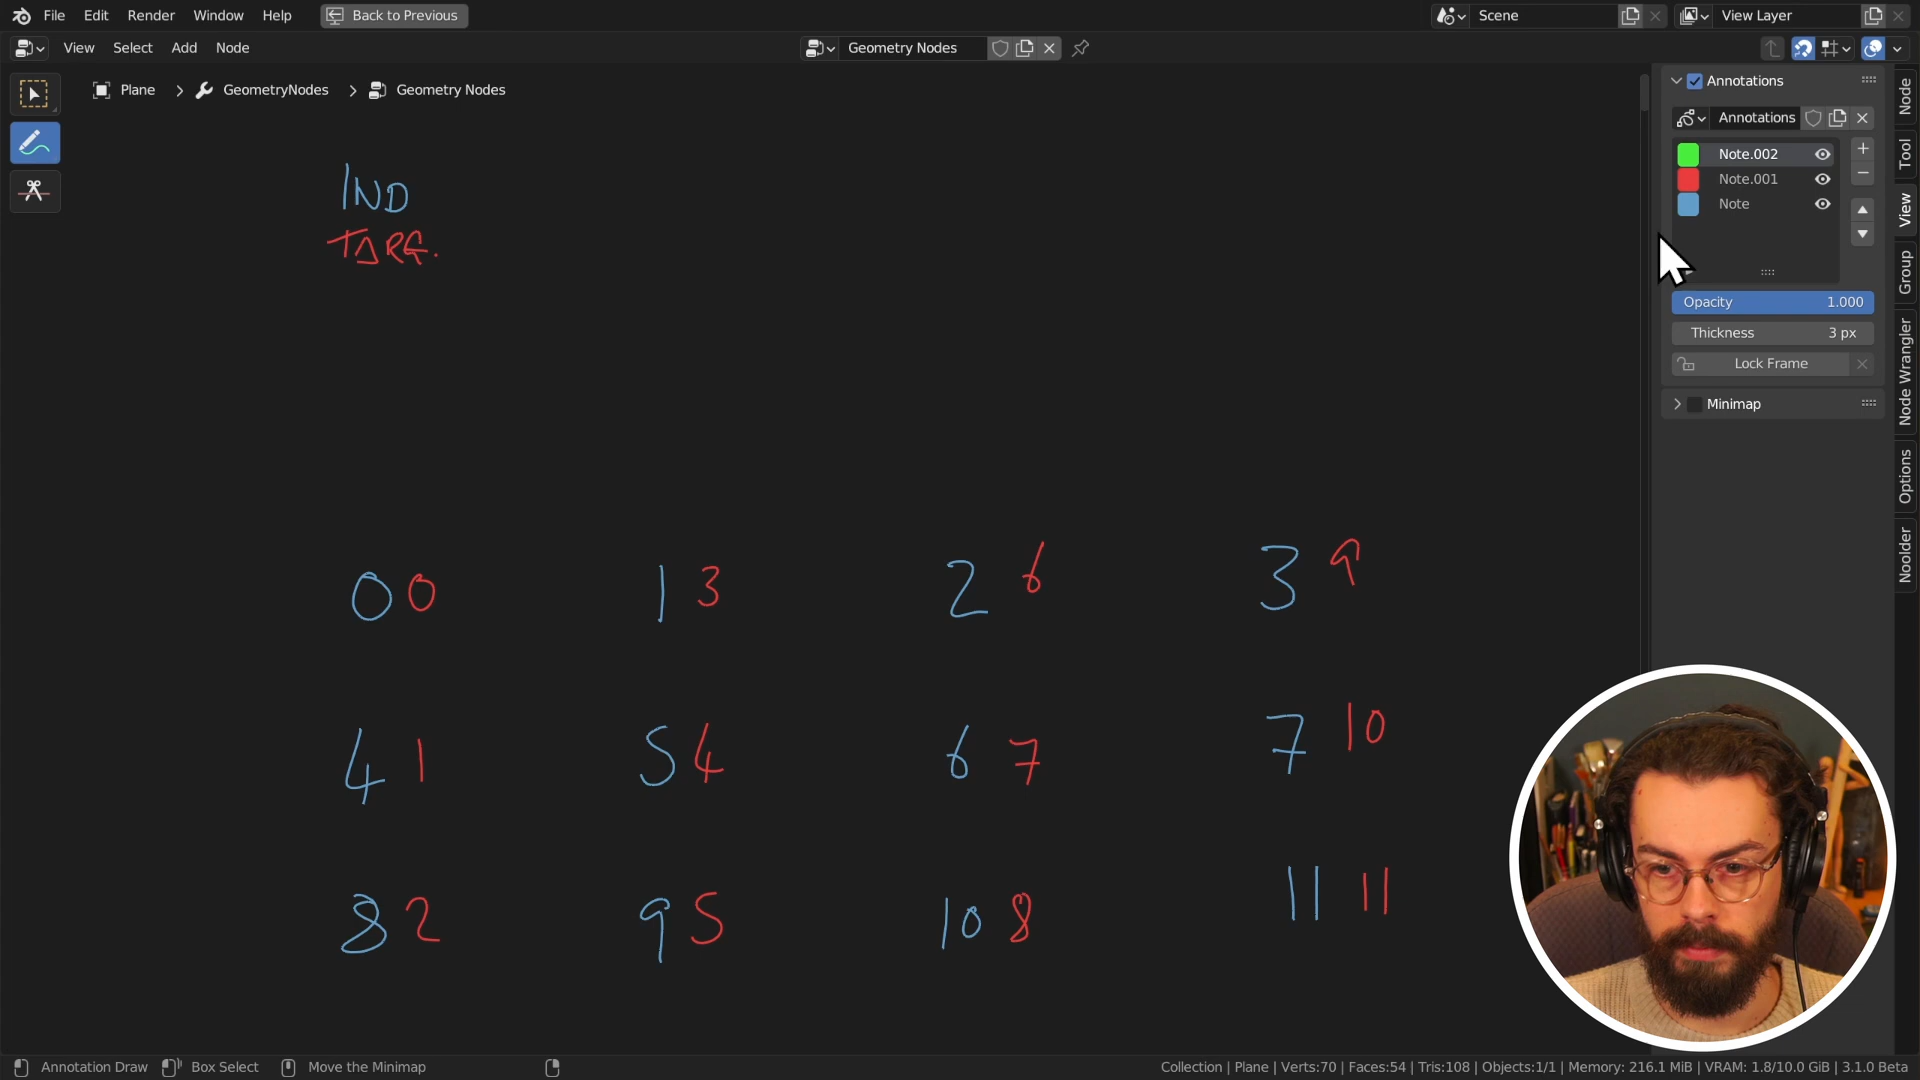 File Edit Render Window Help Back to Previous Scene View Layer
View Select Add Node Geometry Nodes
Plane > GeometryNodes > Geometry Nodes
Annotations
Annotations
Note.002
Note.001
Note
Opacity 1.000
Thickness 3 px
Lock Frame
Minimap
Node
Tool
View
Group
Node Wrangler
Options
Noolder
IND
TARG.
0 0 1 3 2 6 3 9
4 1 5 4 6 7 7 10
8 2 9 5 10 8 11 11
Annotation Draw Box Select Move the Minimap Collection | Plane | Verts:70 | Faces:54 | Tris:108 | Objects:1/1 | Memory: 216.1 MiB | VRAM: 1.8/10.0 GiB | 3.1.0 Beta